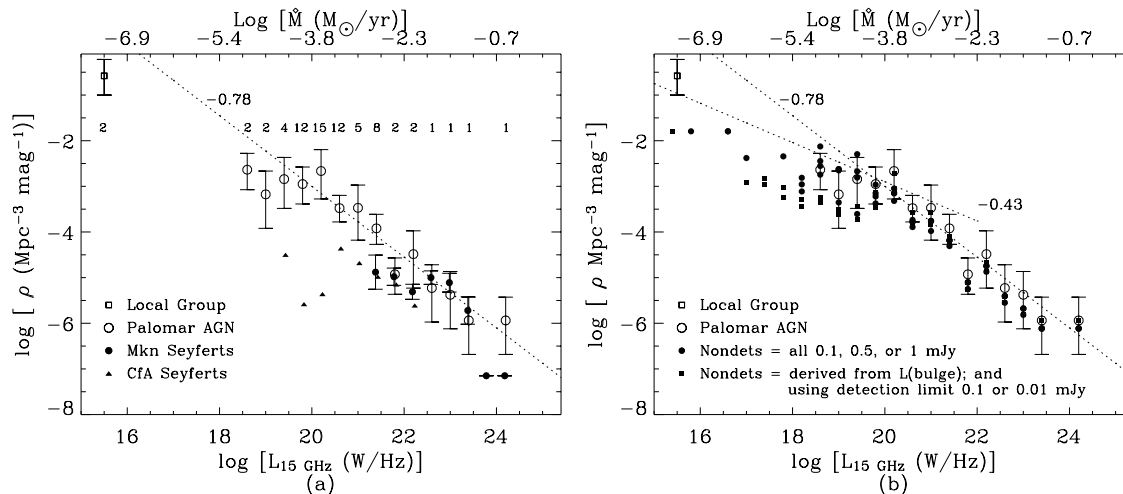 Log [Ṁ (M⊙/yr)]
−6.9 −5.4 −3.8 −2.3 −0.7
−0.78
2 2 2 4 12 12 15 12 5 8 2 2 1 1 1 1
−2
−4
−6
−8
log [ ρ (Mpc⁻³ mag⁻¹)]
Local Group
Palomar AGN
Mkn Seyferts
CfA Seyferts
16 18 20 22 24
log [L15 GHz (W/Hz)]
(a)
Log [Ṁ (M⊙/yr)]
−6.9 −5.4 −3.8 −2.3 −0.7
−0.78
−0.43
−2
−4
−6
−8
log [ ρ Mpc⁻³ mag⁻¹]
Local Group
Palomar AGN
Nondets = all 0.1, 0.5, or 1 mJy
Nondets = derived from L(bulge); and
using detection limit 0.1 or 0.01 mJy
16 18 20 22 24
log [L15 GHz (W/Hz)]
(b)